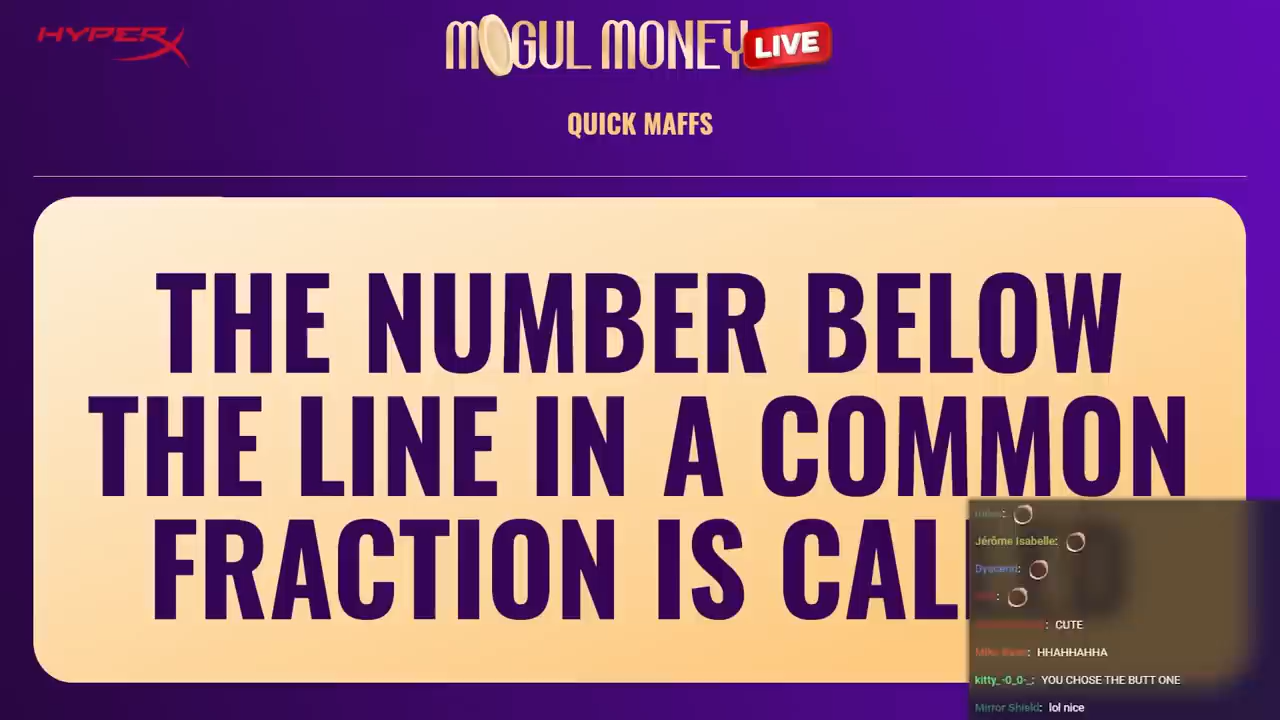 HYPERX
MOGUL MONEY LIVE
QUICK MAFFS
THE NUMBER BELOW
THE LINE IN A COMMON
FRACTION IS CALLED
Jérôme Isabelle:
: CUTE
HHAHHAHHA
kitty_-0_0-_: YOU CHOSE THE BUTT ONE
Mirror Shield: lol nice